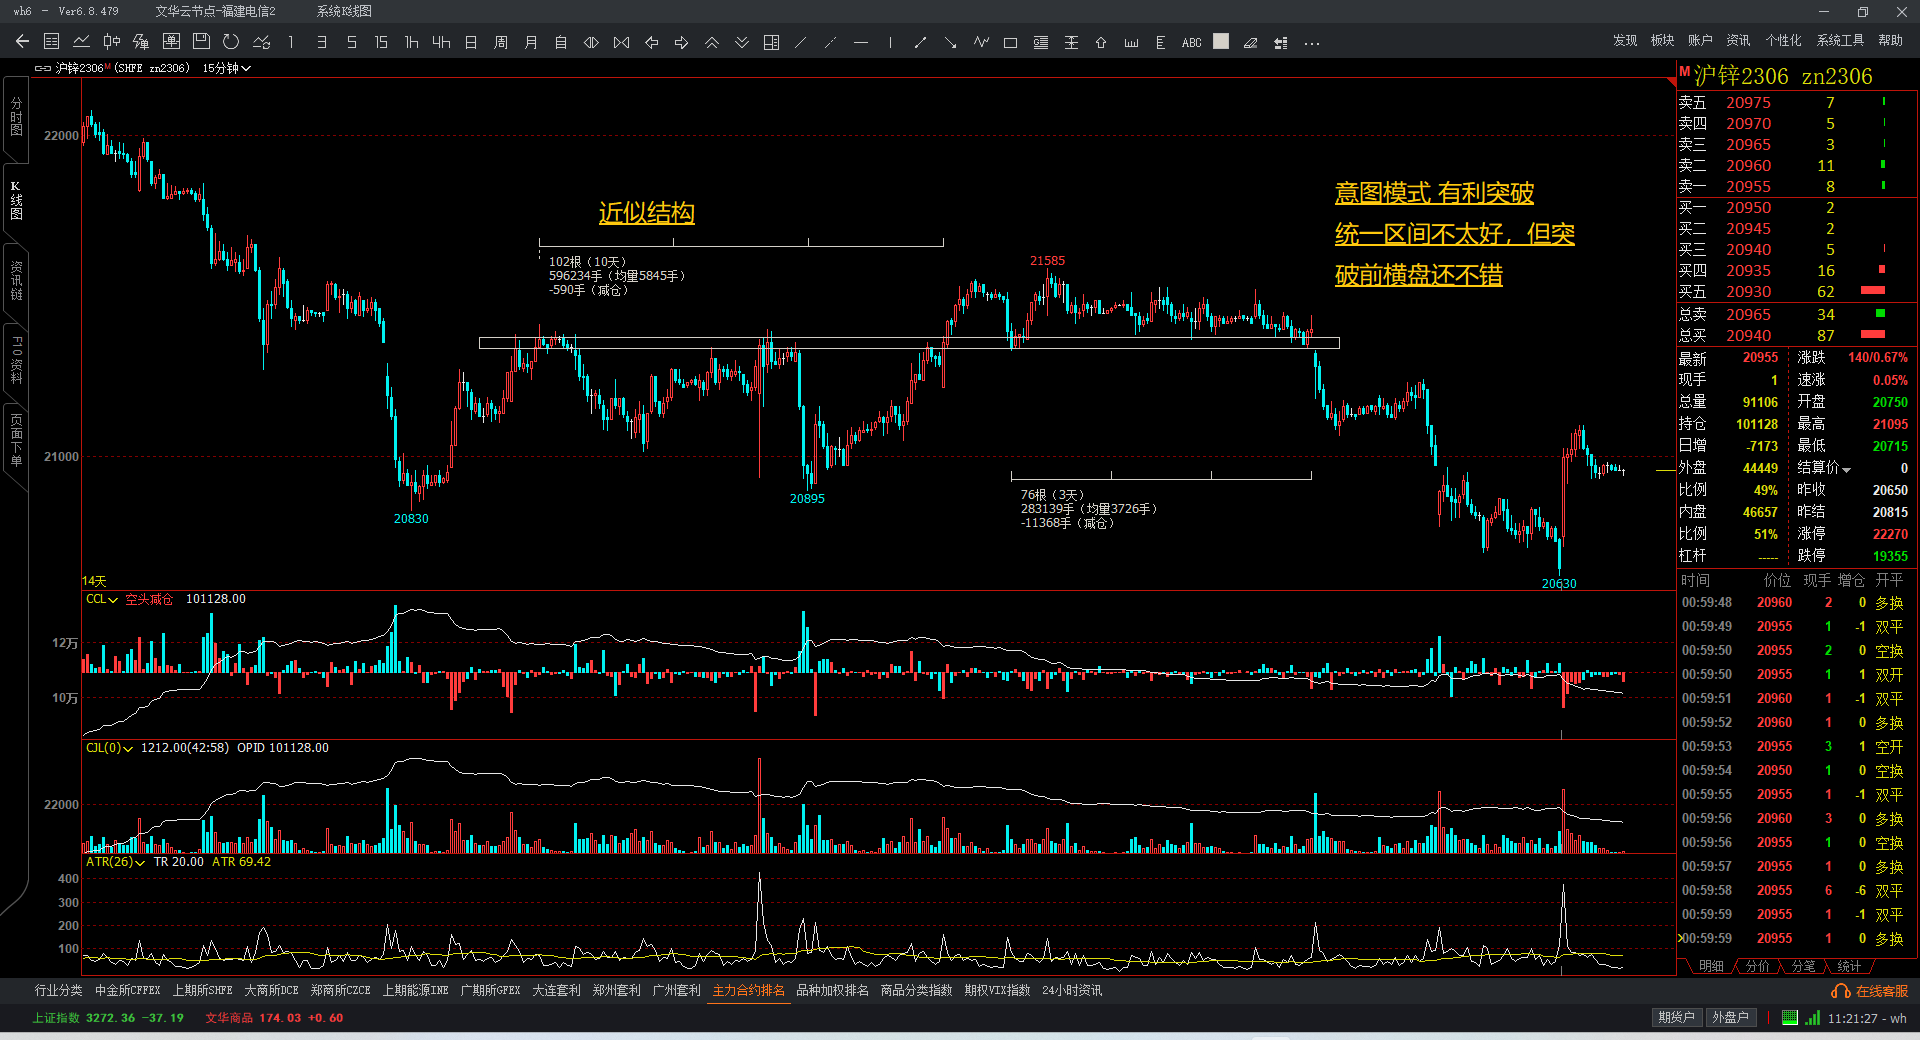 wh6 - Ver6.8.479 文华云节点-福建电信2 系统K线图
1 3 5 15 1h 4h 日 周 月 自 ABC ...
发现 板块 账户 资讯 个性化 系统工具 帮助
沪锌2306M(SHFE zn2306) 15分钟
分时图
K线图
资讯链
F10资料
页面下单
22000
21000
近似结构
102根（10天）
596234手（均量5845手）
-590手（减仓）
意图模式 有利突破
统一区间不太好，但突
破前横盘还不错
21585
20830
20895
76根（3天）
283139手（均量3726手）
-11368手（减仓）
20630
14天
CCL 空头减仓 101128.00
12万
10万
CJL(0) 1212.00(42:58) OPID 101128.00
22000
ATR(26) TR 20.00 ATR 69.42
400
300
200
100
M沪锌2306 zn2306
卖五 20975 7
卖四 20970 5
卖三 20965 3
卖二 20960 11
卖一 20955 8
买一 20950 2
买二 20945 2
买三 20940 5
买四 20935 16
买五 20930 62
总卖 20965 34
总买 20940 87
最新 20955 涨跌 140/0.67%
现手 1 速涨 0.05%
总量 91106 开盘 20750
持仓 101128 最高 21095
日增 -7173 最低 20715
外盘 44449 结算价 0
比例 49% 昨收 20650
内盘 46657 昨结 20815
比例 51% 涨停 22270
杠杆 ----- 跌停 19355
时间 价位 现手 增仓 开平
00:59:48 20960 2 0 多换
00:59:49 20955 1 -1 双平
00:59:50 20955 2 0 空换
00:59:50 20955 1 1 双开
00:59:51 20960 1 -1 双平
00:59:52 20960 1 0 多换
00:59:53 20955 3 1 空开
00:59:54 20950 1 0 空换
00:59:55 20955 1 -1 双平
00:59:56 20960 3 0 多换
00:59:56 20955 1 0 空换
00:59:57 20955 1 0 多换
00:59:58 20955 6 -6 双平
00:59:59 20955 1 -1 双平
00:59:59 20955 1 0 多换
明细 分价 分笔 统计
行业分类 中金所CFFEX 上期所SHFE 大商所DCE 郑商所CZCE 上期能源INE 广期所GFEX 大连套利 郑州套利 广州套利 主力合约排名 品种加权排名 商品分类指数 期权VIX指数 24小时资讯 在线客服
上证指数 3272.36 -37.19 文华商品 174.03 +0.60 期货户 外盘户 11:21:27 - wh